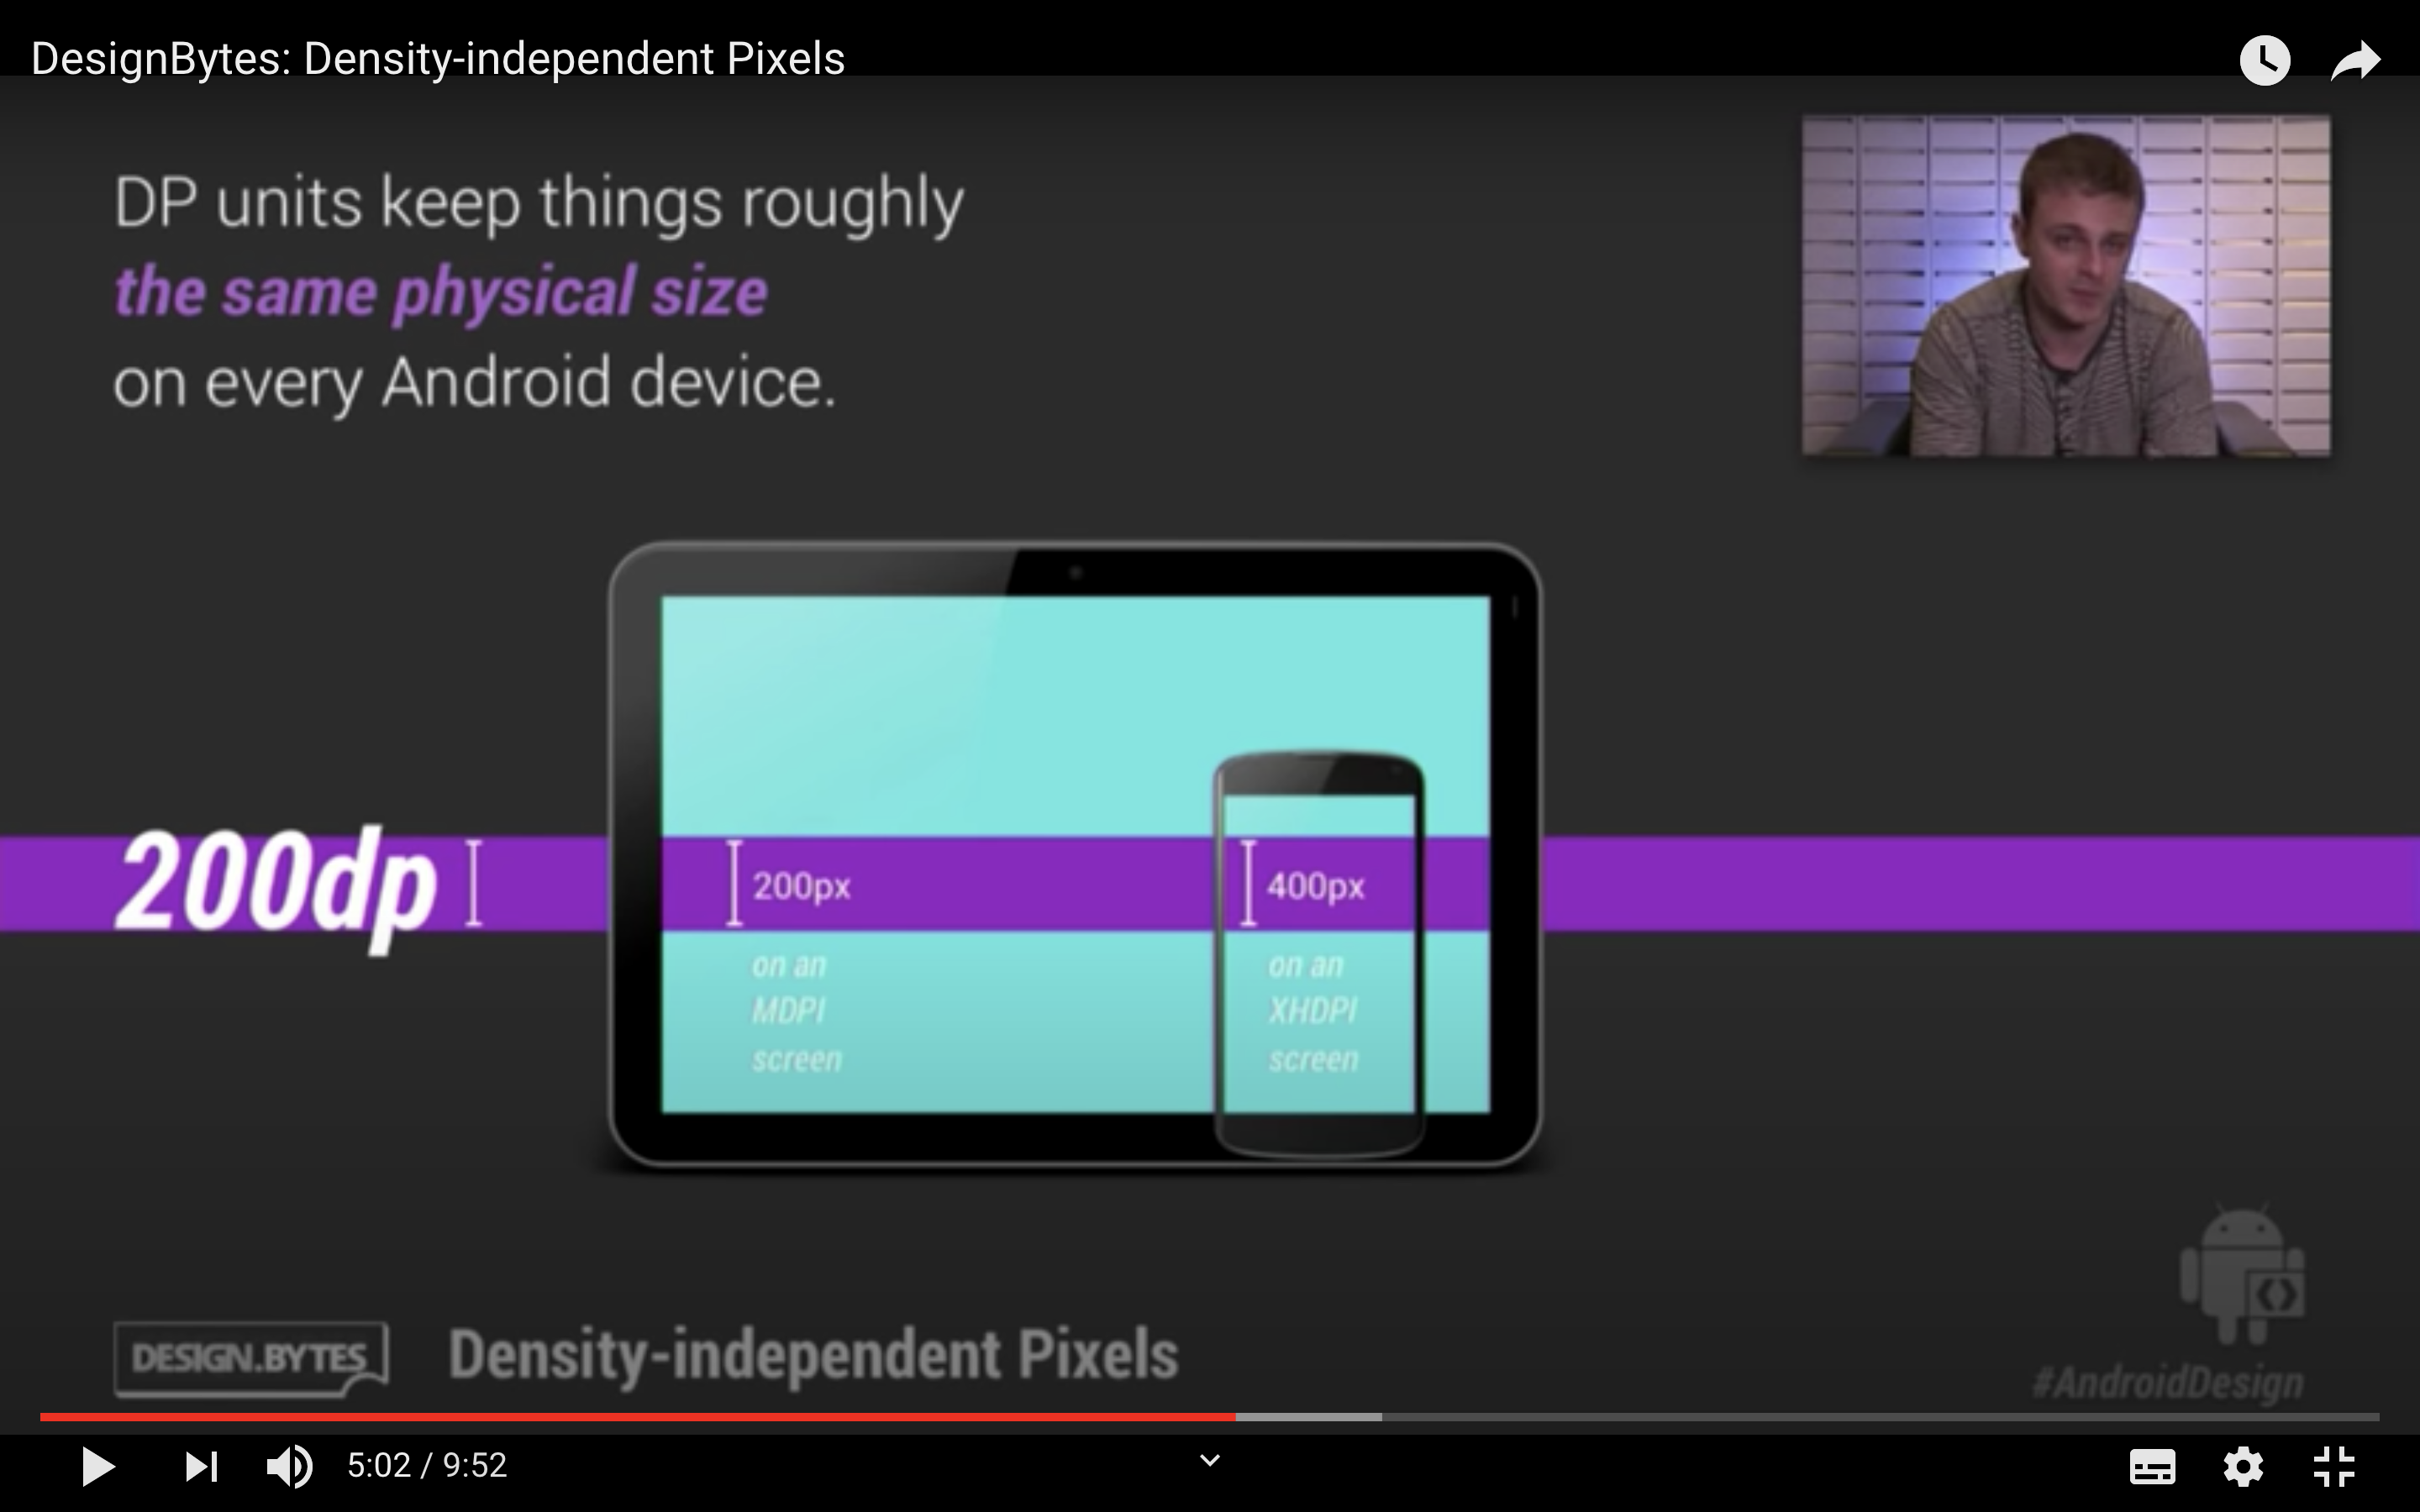 DesignBytes: Density-independent Pixels
DP units keep things roughly
the same physical size
on every Android device.
200dp
200px
on an
MDPI
screen
400px
on an
XHDPI
screen
DESIGN.BYTES
Density-independent Pixels
#AndroidDesign
5:02 / 9:52